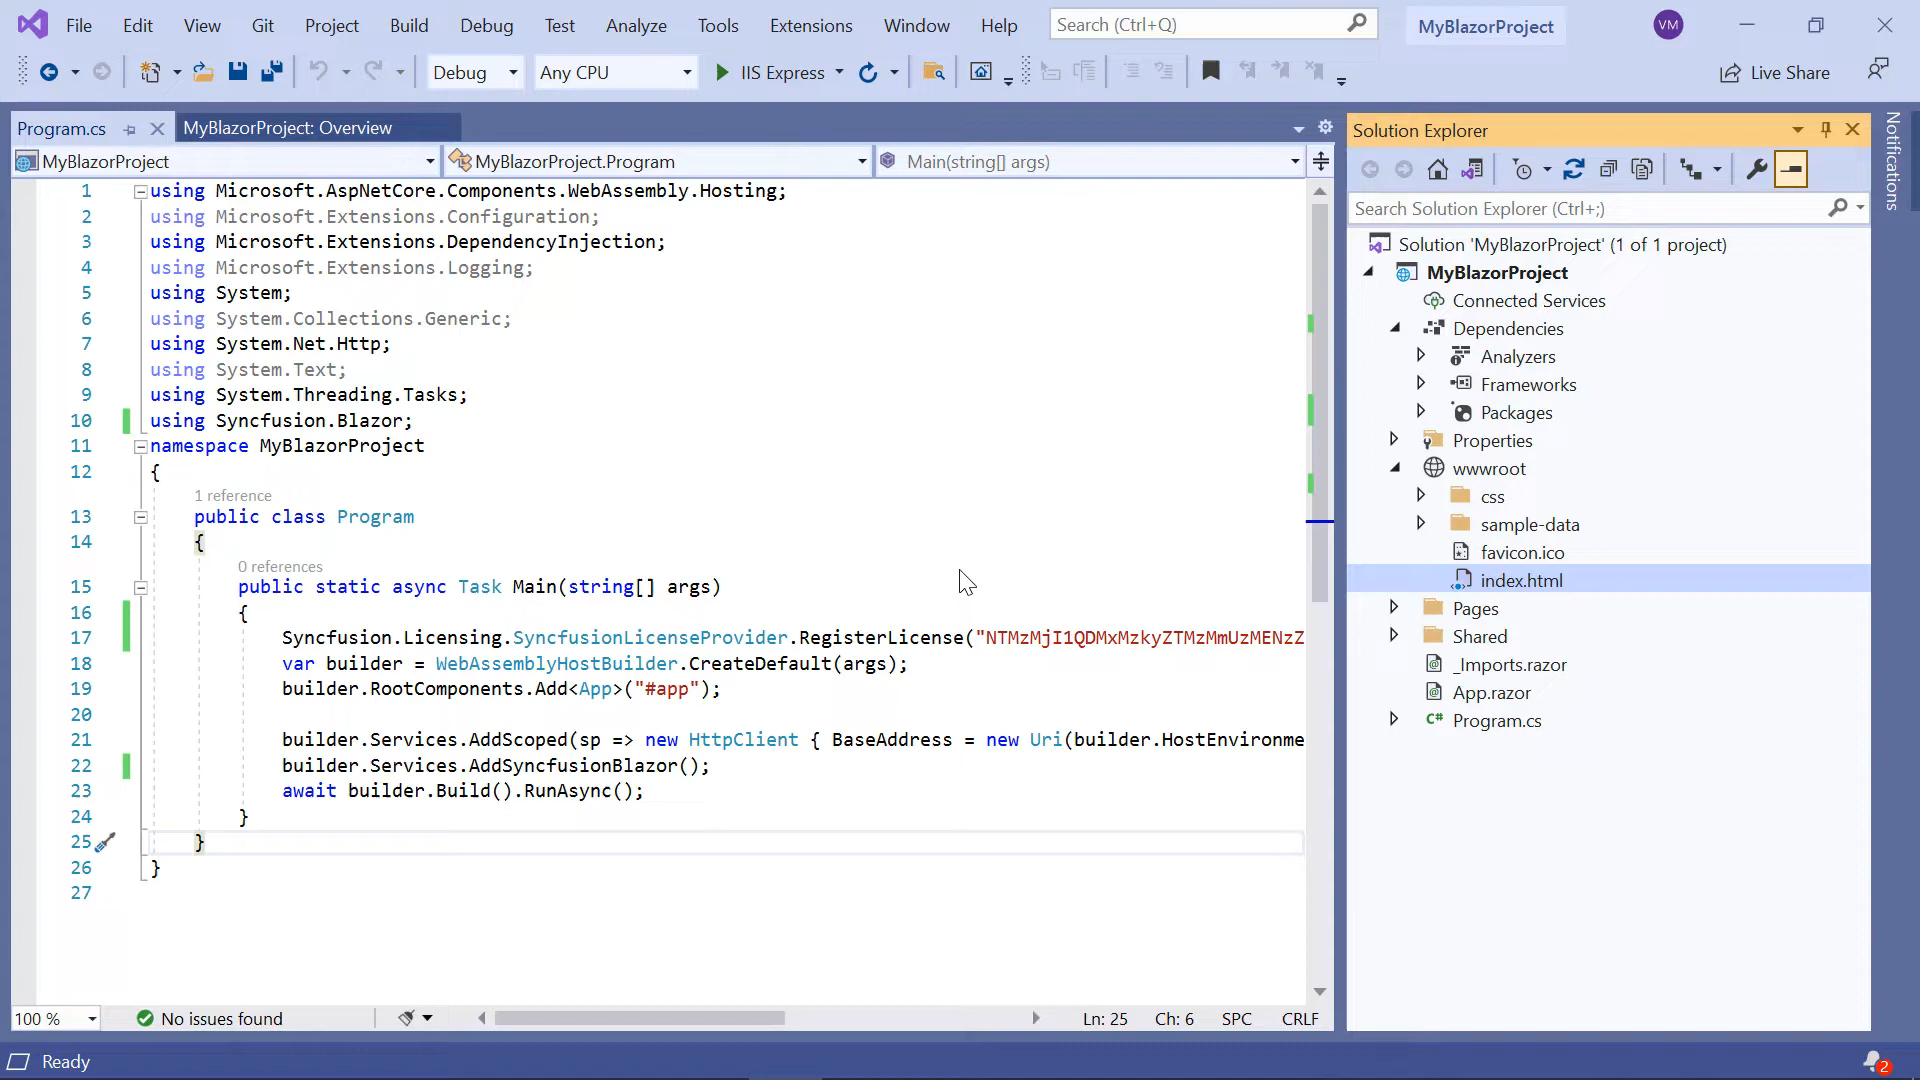 File Edit View Git Project Build Debug Test Analyze Tools Extensions Window Help Search (Ctrl+Q) MyBlazorProject VM
Debug Any CPU IIS Express Live Share
Program.cs MyBlazorProject: Overview
MyBlazorProject MyBlazorProject.Program Main(string[] args)
1 using Microsoft.AspNetCore.Components.WebAssembly.Hosting;
2 using Microsoft.Extensions.Configuration;
3 using Microsoft.Extensions.DependencyInjection;
4 using Microsoft.Extensions.Logging;
5 using System;
6 using System.Collections.Generic;
7 using System.Net.Http;
8 using System.Text;
9 using System.Threading.Tasks;
10 using Syncfusion.Blazor;
11 namespace MyBlazorProject
12 {
1 reference
13 public class Program
14 {
0 references
15 public static async Task Main(string[] args)
16 {
17 Syncfusion.Licensing.SyncfusionLicenseProvider.RegisterLicense("NTMzMjI1QDMxMzkyZTMzMmUzMENzZ
18 var builder = WebAssemblyHostBuilder.CreateDefault(args);
19 builder.RootComponents.Add<App>("#app");
20
21 builder.Services.AddScoped(sp => new HttpClient { BaseAddress = new Uri(builder.HostEnvironme
22 builder.Services.AddSyncfusionBlazor();
23 await builder.Build().RunAsync();
24 }
25 }
26 }
27
100 % No issues found Ln: 25 Ch: 6 SPC CRLF
Solution Explorer
Search Solution Explorer (Ctrl+;)
Solution 'MyBlazorProject' (1 of 1 project)
MyBlazorProject
Connected Services
Dependencies
Analyzers
Frameworks
Packages
Properties
wwwroot
css
sample-data
favicon.ico
index.html
Pages
Shared
_Imports.razor
App.razor
C# Program.cs
Notifications
Ready 2